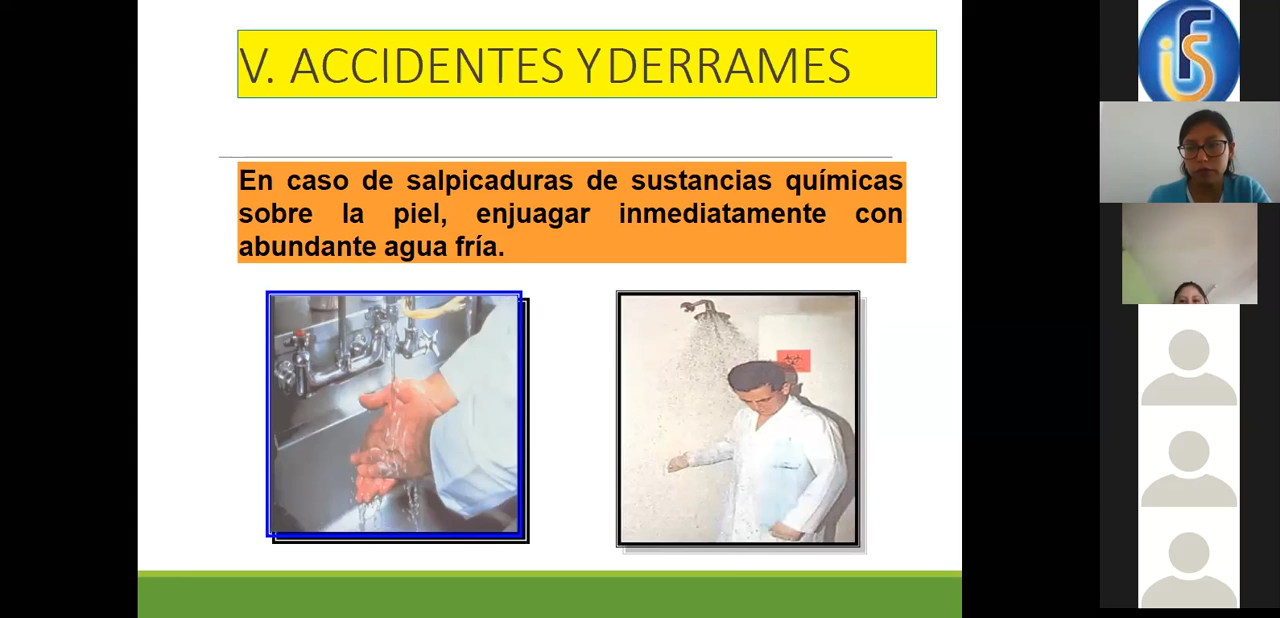 V. ACCIDENTES Y DERRAMES
En caso de salpicaduras de sustancias químicas
sobre la piel, enjuagar inmediatamente con
abundante agua fría.